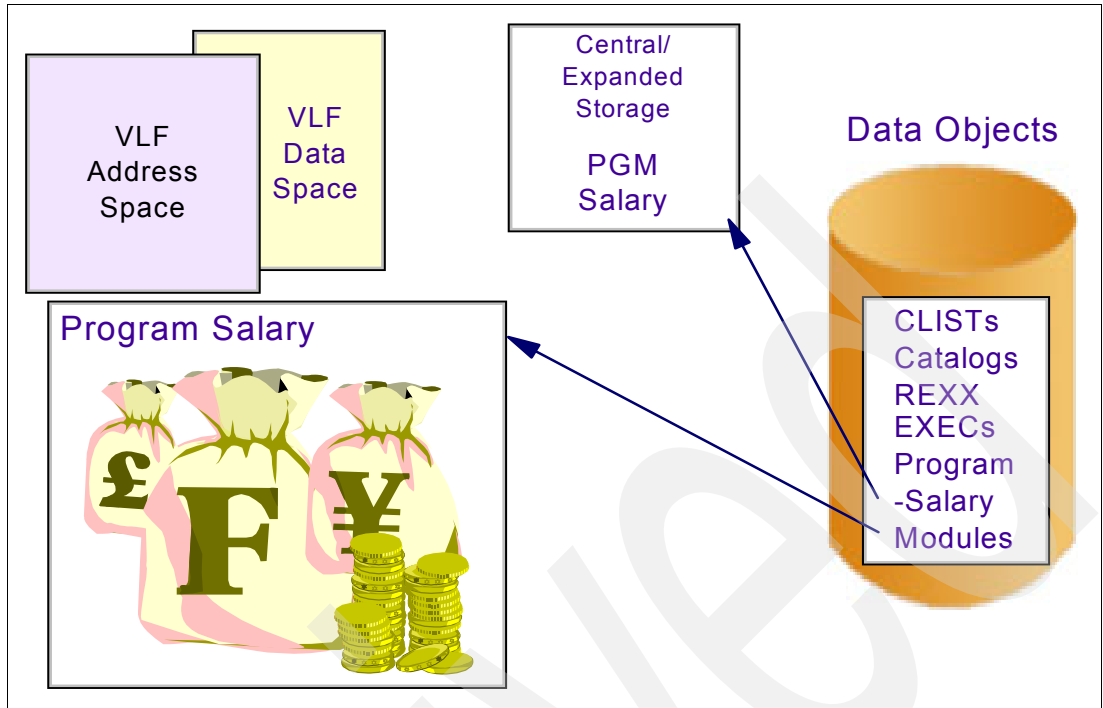 VLF
Address
Space
VLF
Data
Space
Central/
Expanded
Storage
PGM
Salary
Data Objects
CLISTs
Catalogs
REXX
EXECs
Program
-Salary
Modules
Program Salary
£
F
¥